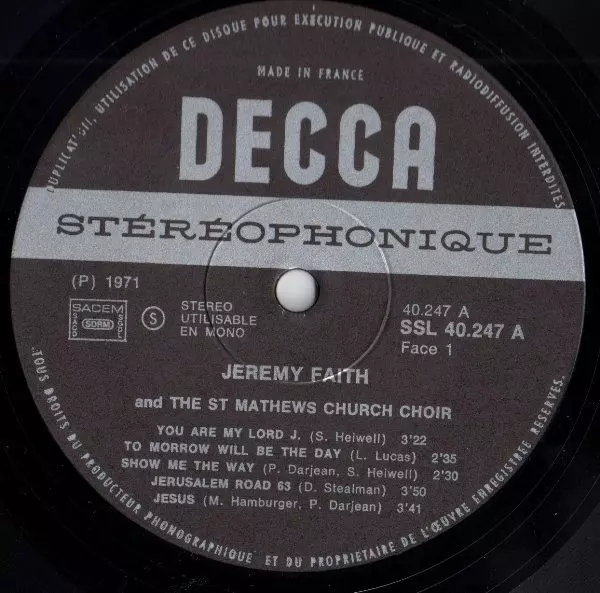 DUPLICATION, UTILISATION DE CE DISQUE POUR EXÉCUTION PUBLIQUE ET RADIODIFFUSION INTERDITES
MADE IN FRANCE
DECCA
STÉRÉOPHONIQUE
(P) 1971
SACEM
SACD
SDRM
SGDL
S
STEREO
UTILISABLE
EN MONO
40.247 A
SSL 40.247 A
Face 1
JEREMY FAITH
and THE ST MATHEWS CHURCH CHOIR
YOU ARE MY LORD J. (S. Heiwell) 3'22
TO MORROW WILL BE THE DAY (L. Lucas) 2'35
SHOW ME THE WAY (P. Darjean, S. Heiwell) 2'30
JERUSALEM ROAD 63 (D. Stealman) 3'50
JESUS (M. Hamburger, P. Darjean) 3'41
TOUS DROITS DU PRODUCTEUR PHONOGRAPHIQUE ET DU PROPRIETAIRE DE L'ŒUVRE ENREGISTREE RESERVES.